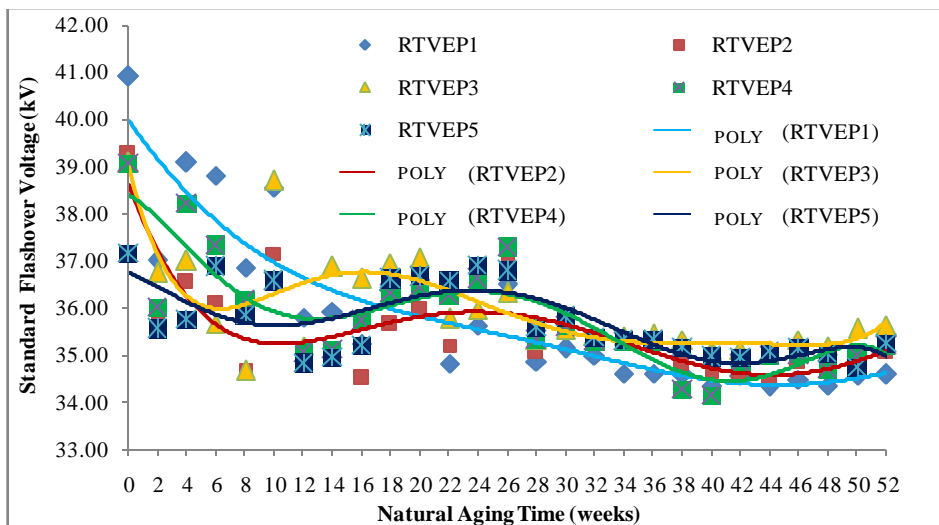 42.00
41.00
40.00
39.00
38.00
37.00
36.00
35.00
34.00
33.00
Standard Flashover Voltage (kV)
RTVEP1
RTVEP2
RTVEP3
RTVEP4
RTVEP5
POLY (RTVEP1)
POLY (RTVEP2)
POLY (RTVEP3)
POLY (RTVEP4)
POLY (RTVEP5)
0 2 4 6 8 10 12 14 16 18 20 22 24 26 28 30 32 34 36 38 40 42 44 46 48 50 52
Natural Aging Time (weeks)